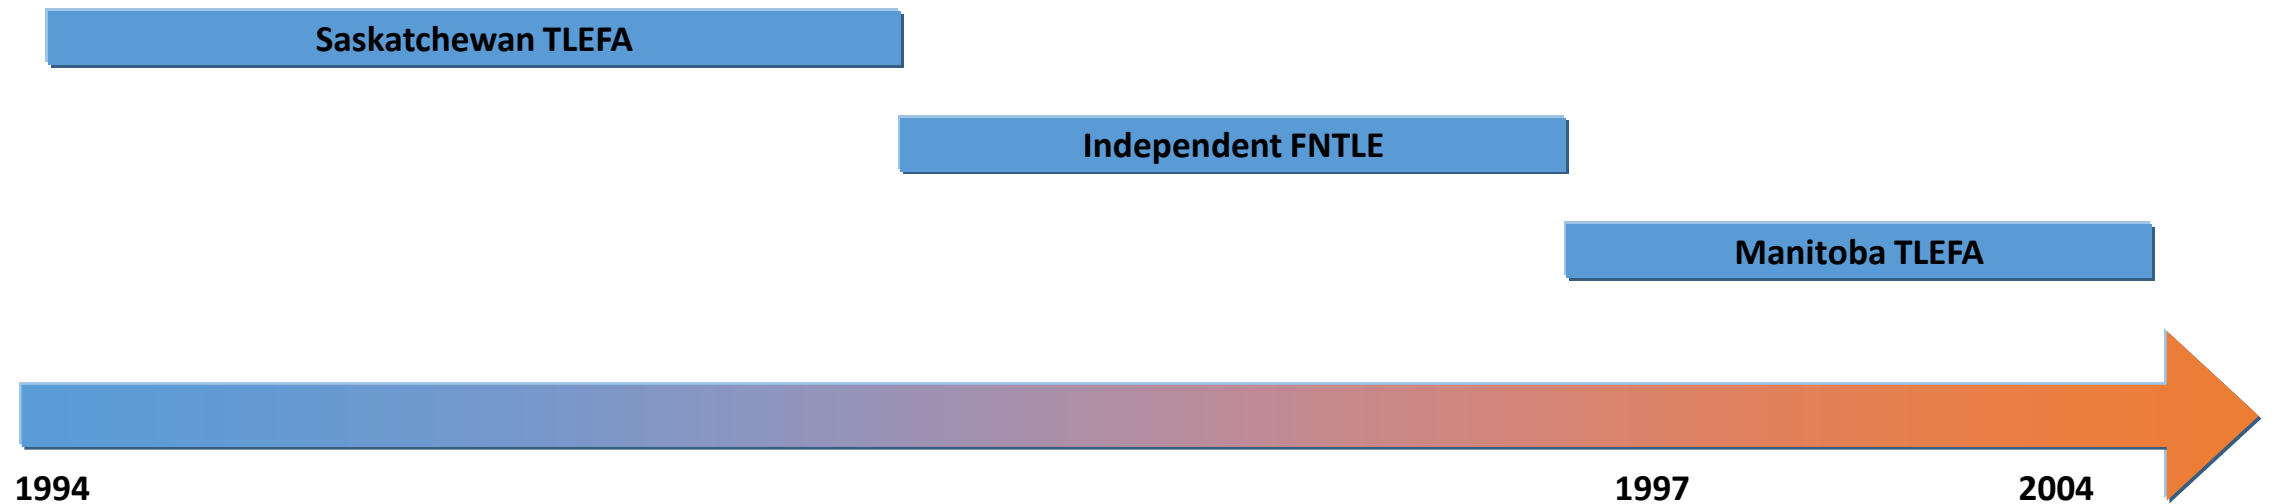 Saskatchewan TLEFA
Independent FNTLE
Manitoba TLEFA
1994 1997 2004